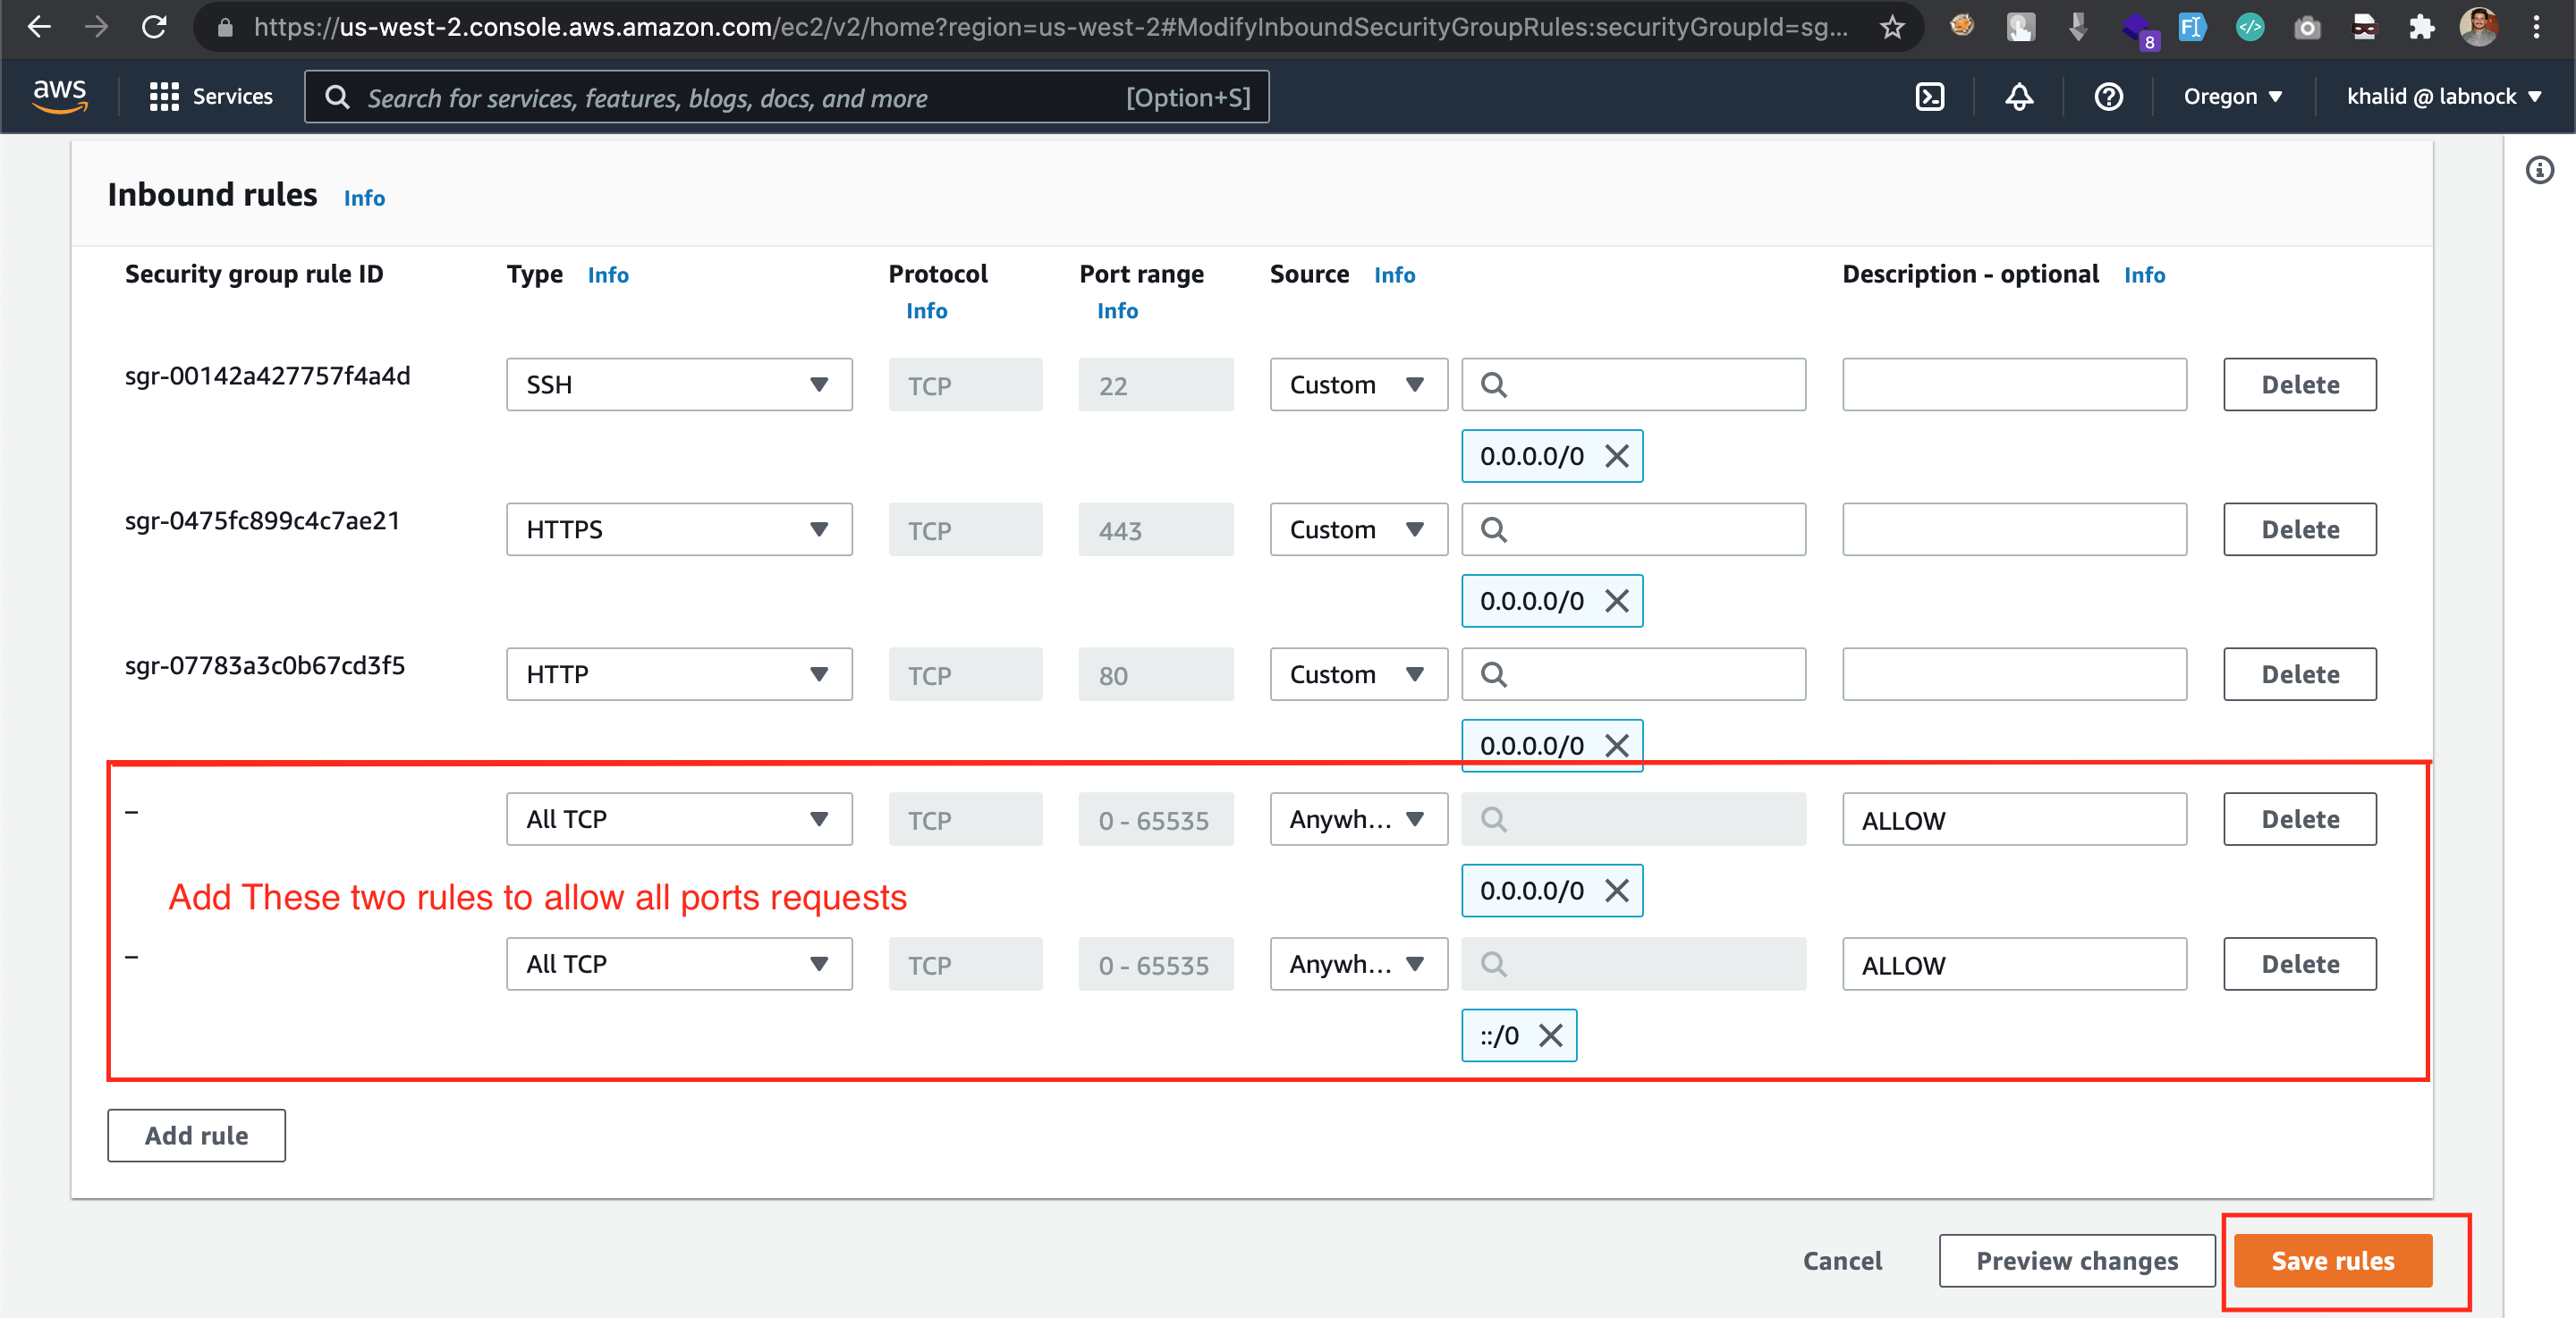 https://us-west-2.console.aws.amazon.com/ec2/v2/home?region=us-west-2#ModifyInboundSecurityGroupRules:securityGroupId=sg...
8
FI
</>
aws
Services
Search for services, features, blogs, docs, and more
[Option+S]
Oregon
khalid @ labnock
Inbound rules Info
Security group rule ID Type Info Protocol Info Port range Info Source Info Description - optional Info
sgr-00142a427757f4a4d SSH TCP 22 Custom Delete
0.0.0.0/0
sgr-0475fc899c4c7ae21 HTTPS TCP 443 Custom Delete
0.0.0.0/0
sgr-07783a3c0b67cd3f5 HTTP TCP 80 Custom Delete
0.0.0.0/0
– All TCP TCP 0 - 65535 Anywh... ALLOW Delete
0.0.0.0/0
Add These two rules to allow all ports requests
– All TCP TCP 0 - 65535 Anywh... ALLOW Delete
::/0
Add rule
Cancel Preview changes Save rules